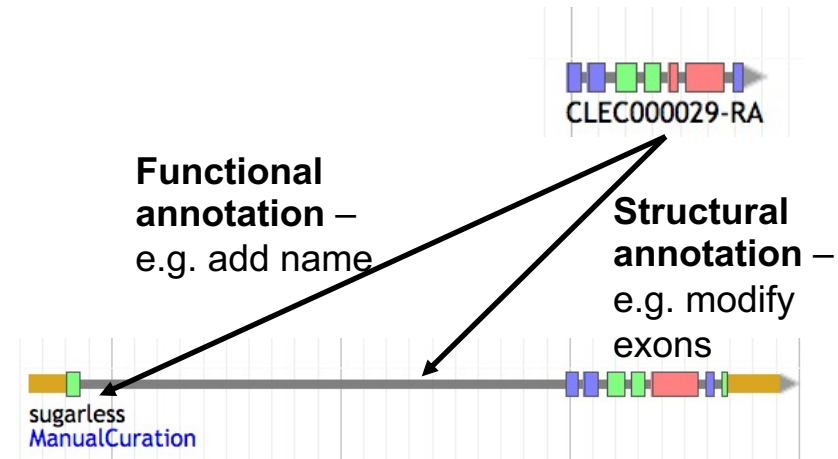 CLEC000029-RA
Functional
annotation –
e.g. add name
Structural
annotation –
e.g. modify
exons
sugarless
ManualCuration